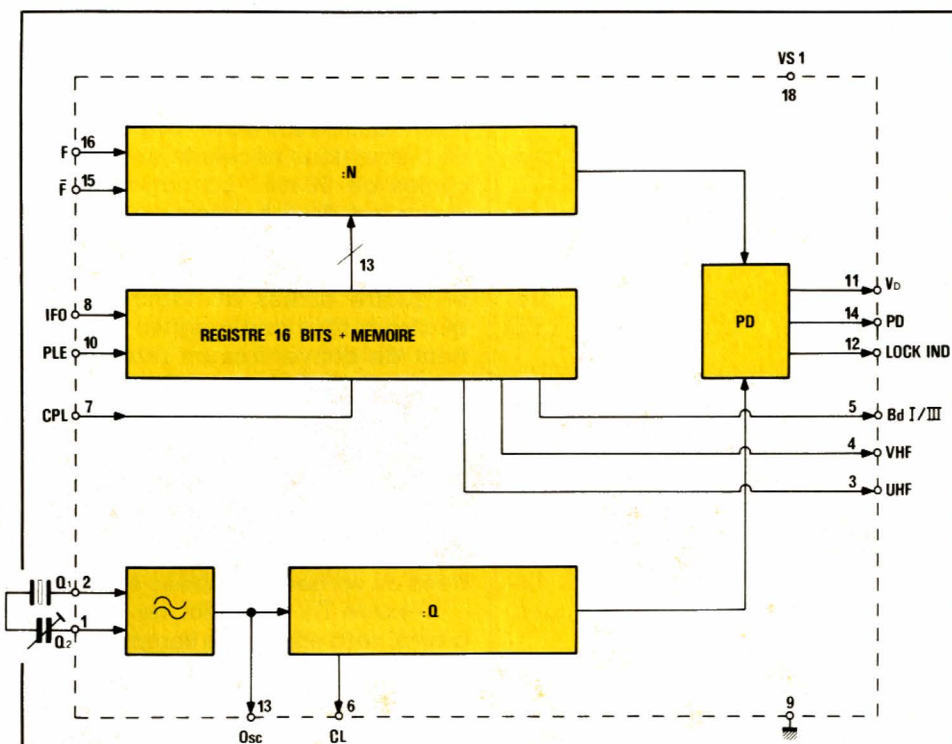 VS 1
18
F 16
F̄ 15
:N
13
IFO 8
PLE 10
REGISTRE 16 BITS + MEMOIRE
CPL 7
PD
11 VD
14 PD
12 LOCK IND
5 Bd I/III
4 VHF
3 UHF
Q1 2
Q2 1
:Q
13
Osc
6
CL
9